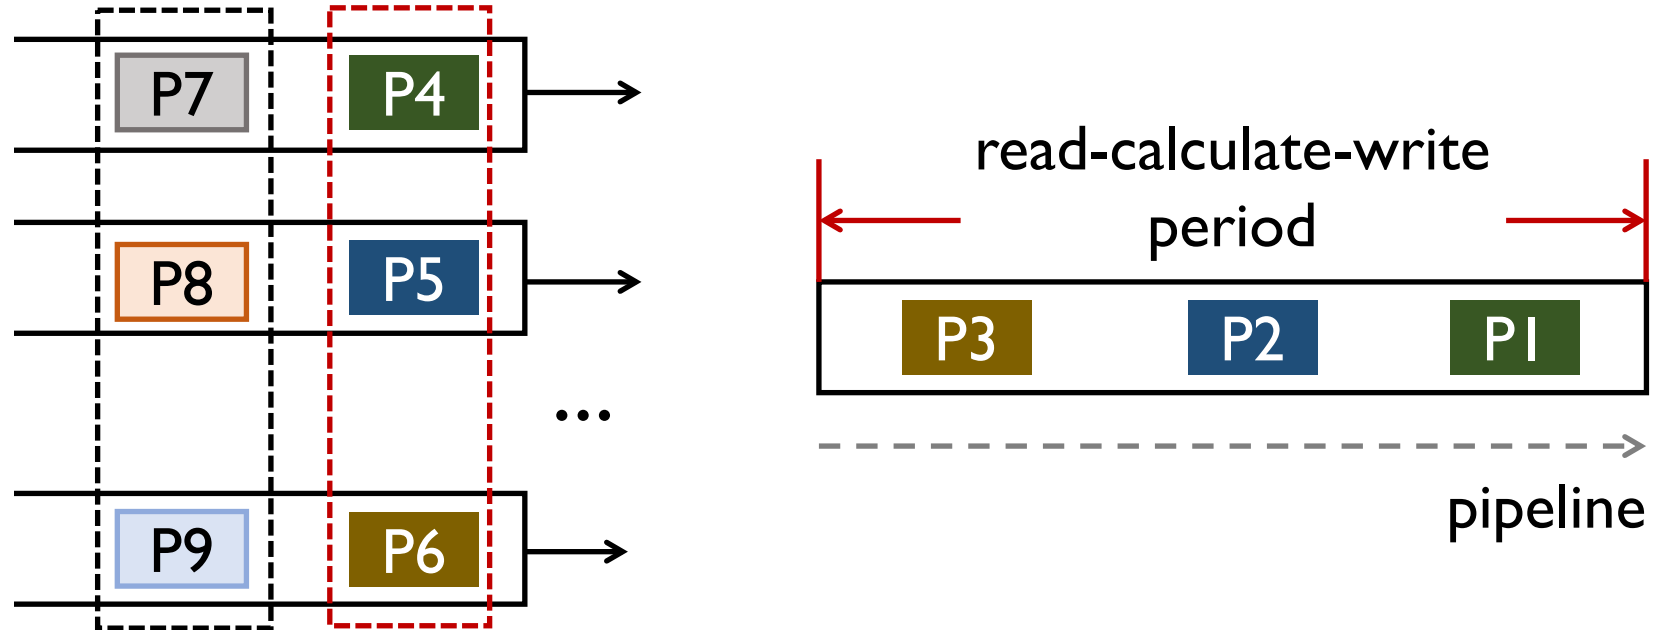 P7 P4
P8 P5
...
P9 P6
read-calculate-write
period
P3 P2 P1
pipeline